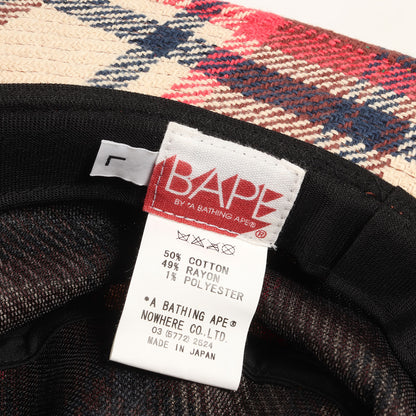 L
BAPE
BY *A BATHING APE®
®
50% COTTON
49% RAYON
1% POLYESTER
*A BATHING APE®
NOWHERE CO.,LTD.
03 (6772) 2524
MADE IN JAPAN